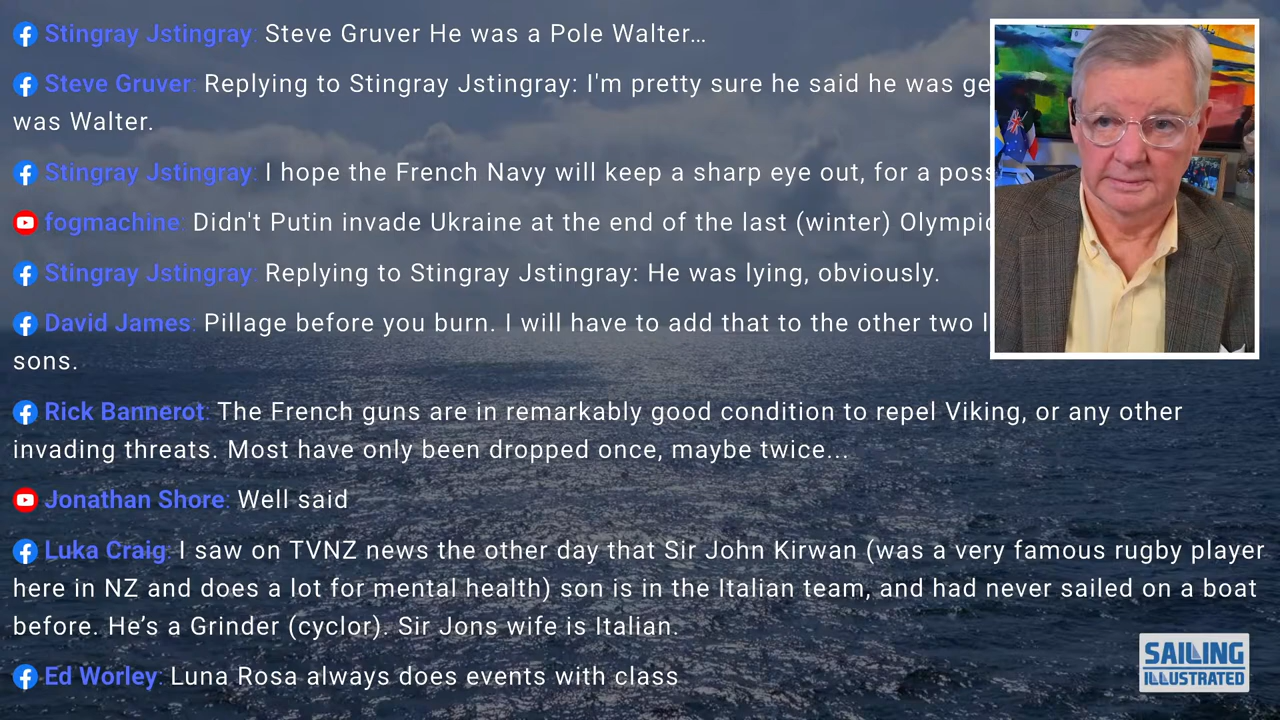 Stingray Jstingray: Steve Gruver He was a Pole Walter…
Steve Gruver: Replying to Stingray Jstingray: I'm pretty sure he said he was
was Walter.
Stingray Jstingray: I hope the French Navy will keep a sharp eye out, for a
fogmachine: Didn't Putin invade Ukraine at the end of the last (winter)
Stingray Jstingray: Replying to Stingray Jstingray: He was lying, obviously.
David James: Pillage before you burn. I will have to add that to the other two
sons.
Rick Bannerot: The French guns are in remarkably good condition to repel Viking, or any other
invading threats. Most have only been dropped once, maybe twice...
Jonathan Shore: Well said
Luka Craig: I saw on TVNZ news the other day that Sir John Kirwan (was a very famous rugby player
here in NZ and does a lot for mental health) son is in the Italian team, and had never sailed on a boat
before. He’s a Grinder (cyclor). Sir Jons wife is Italian.
Ed Worley: Luna Rosa always does events with class
SAILING
ILLUSTRATED